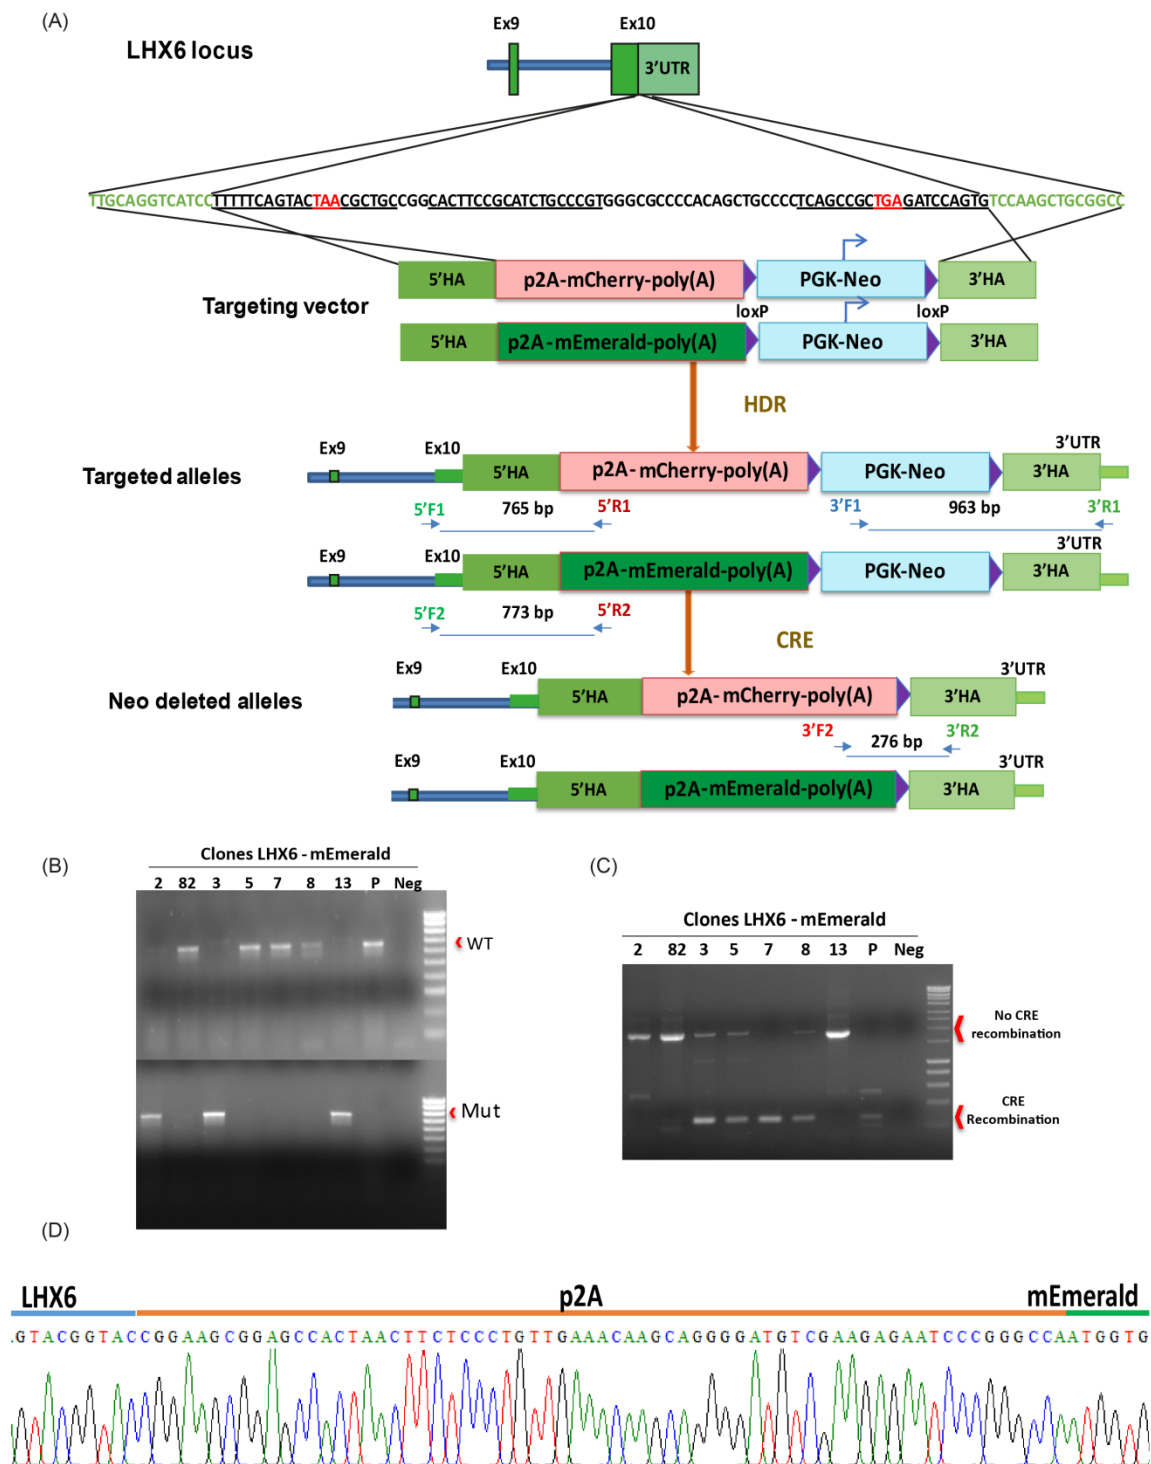 (A)
Ex9 Ex10
LHX6 locus
3'UTR
TTGCAGGTCATCCTTTTTCAGTACTAACGCTGCCGGCACTTCCGCATCTGCCCGTGGGCGCCCCACAGCTGCCCCTCAGCCGCTGAGATCCAGTGTCCAAGCTGCGGCC
5'HA p2A-mCherry-poly(A) PGK-Neo 3'HA
Targeting vector
loxP loxP
5'HA p2A-mEmerald-poly(A) PGK-Neo 3'HA
HDR
Ex9 Ex10 3'UTR
Targeted alleles
5'HA p2A-mCherry-poly(A) PGK-Neo 3'HA
5'F1 765 bp 5'R1 3'F1 963 bp 3'R1
Ex9 Ex10 3'UTR
5'HA p2A-mEmerald-poly(A) PGK-Neo 3'HA
5'F2 773 bp 5'R2
CRE
Ex9 Ex10 3'UTR
Neo deleted alleles
5'HA p2A-mCherry-poly(A) 3'HA
3'F2 276 bp 3'R2
Ex9 Ex10 3'UTR
5'HA p2A-mEmerald-poly(A) 3'HA
(B)
Clones LHX6 - mEmerald
2 82 3 5 7 8 13 P Neg
WT
Mut
(C)
Clones LHX6 - mEmerald
2 82 3 5 7 8 13 P Neg
No CRE
recombination
CRE
Recombination
(D)
LHX6 p2A mEmerald
.GTACGGTACCGGAAGCGGAGCCACTAACTTCTCCCTGTTGAAACAAGCAGGGGATGTCGAAGAGAATCCCGGGCCAATGGTG